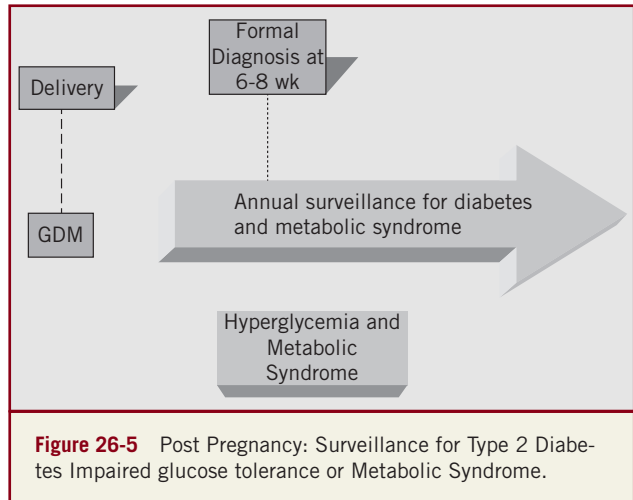 Formal
Diagnosis at
6-8 wk
Delivery
Annual surveillance for diabetes
and metabolic syndrome
GDM
Hyperglycemia and
Metabolic
Syndrome
Figure 26-5 Post Pregnancy: Surveillance for Type 2 Diabe-
tes Impaired glucose tolerance or Metabolic Syndrome.